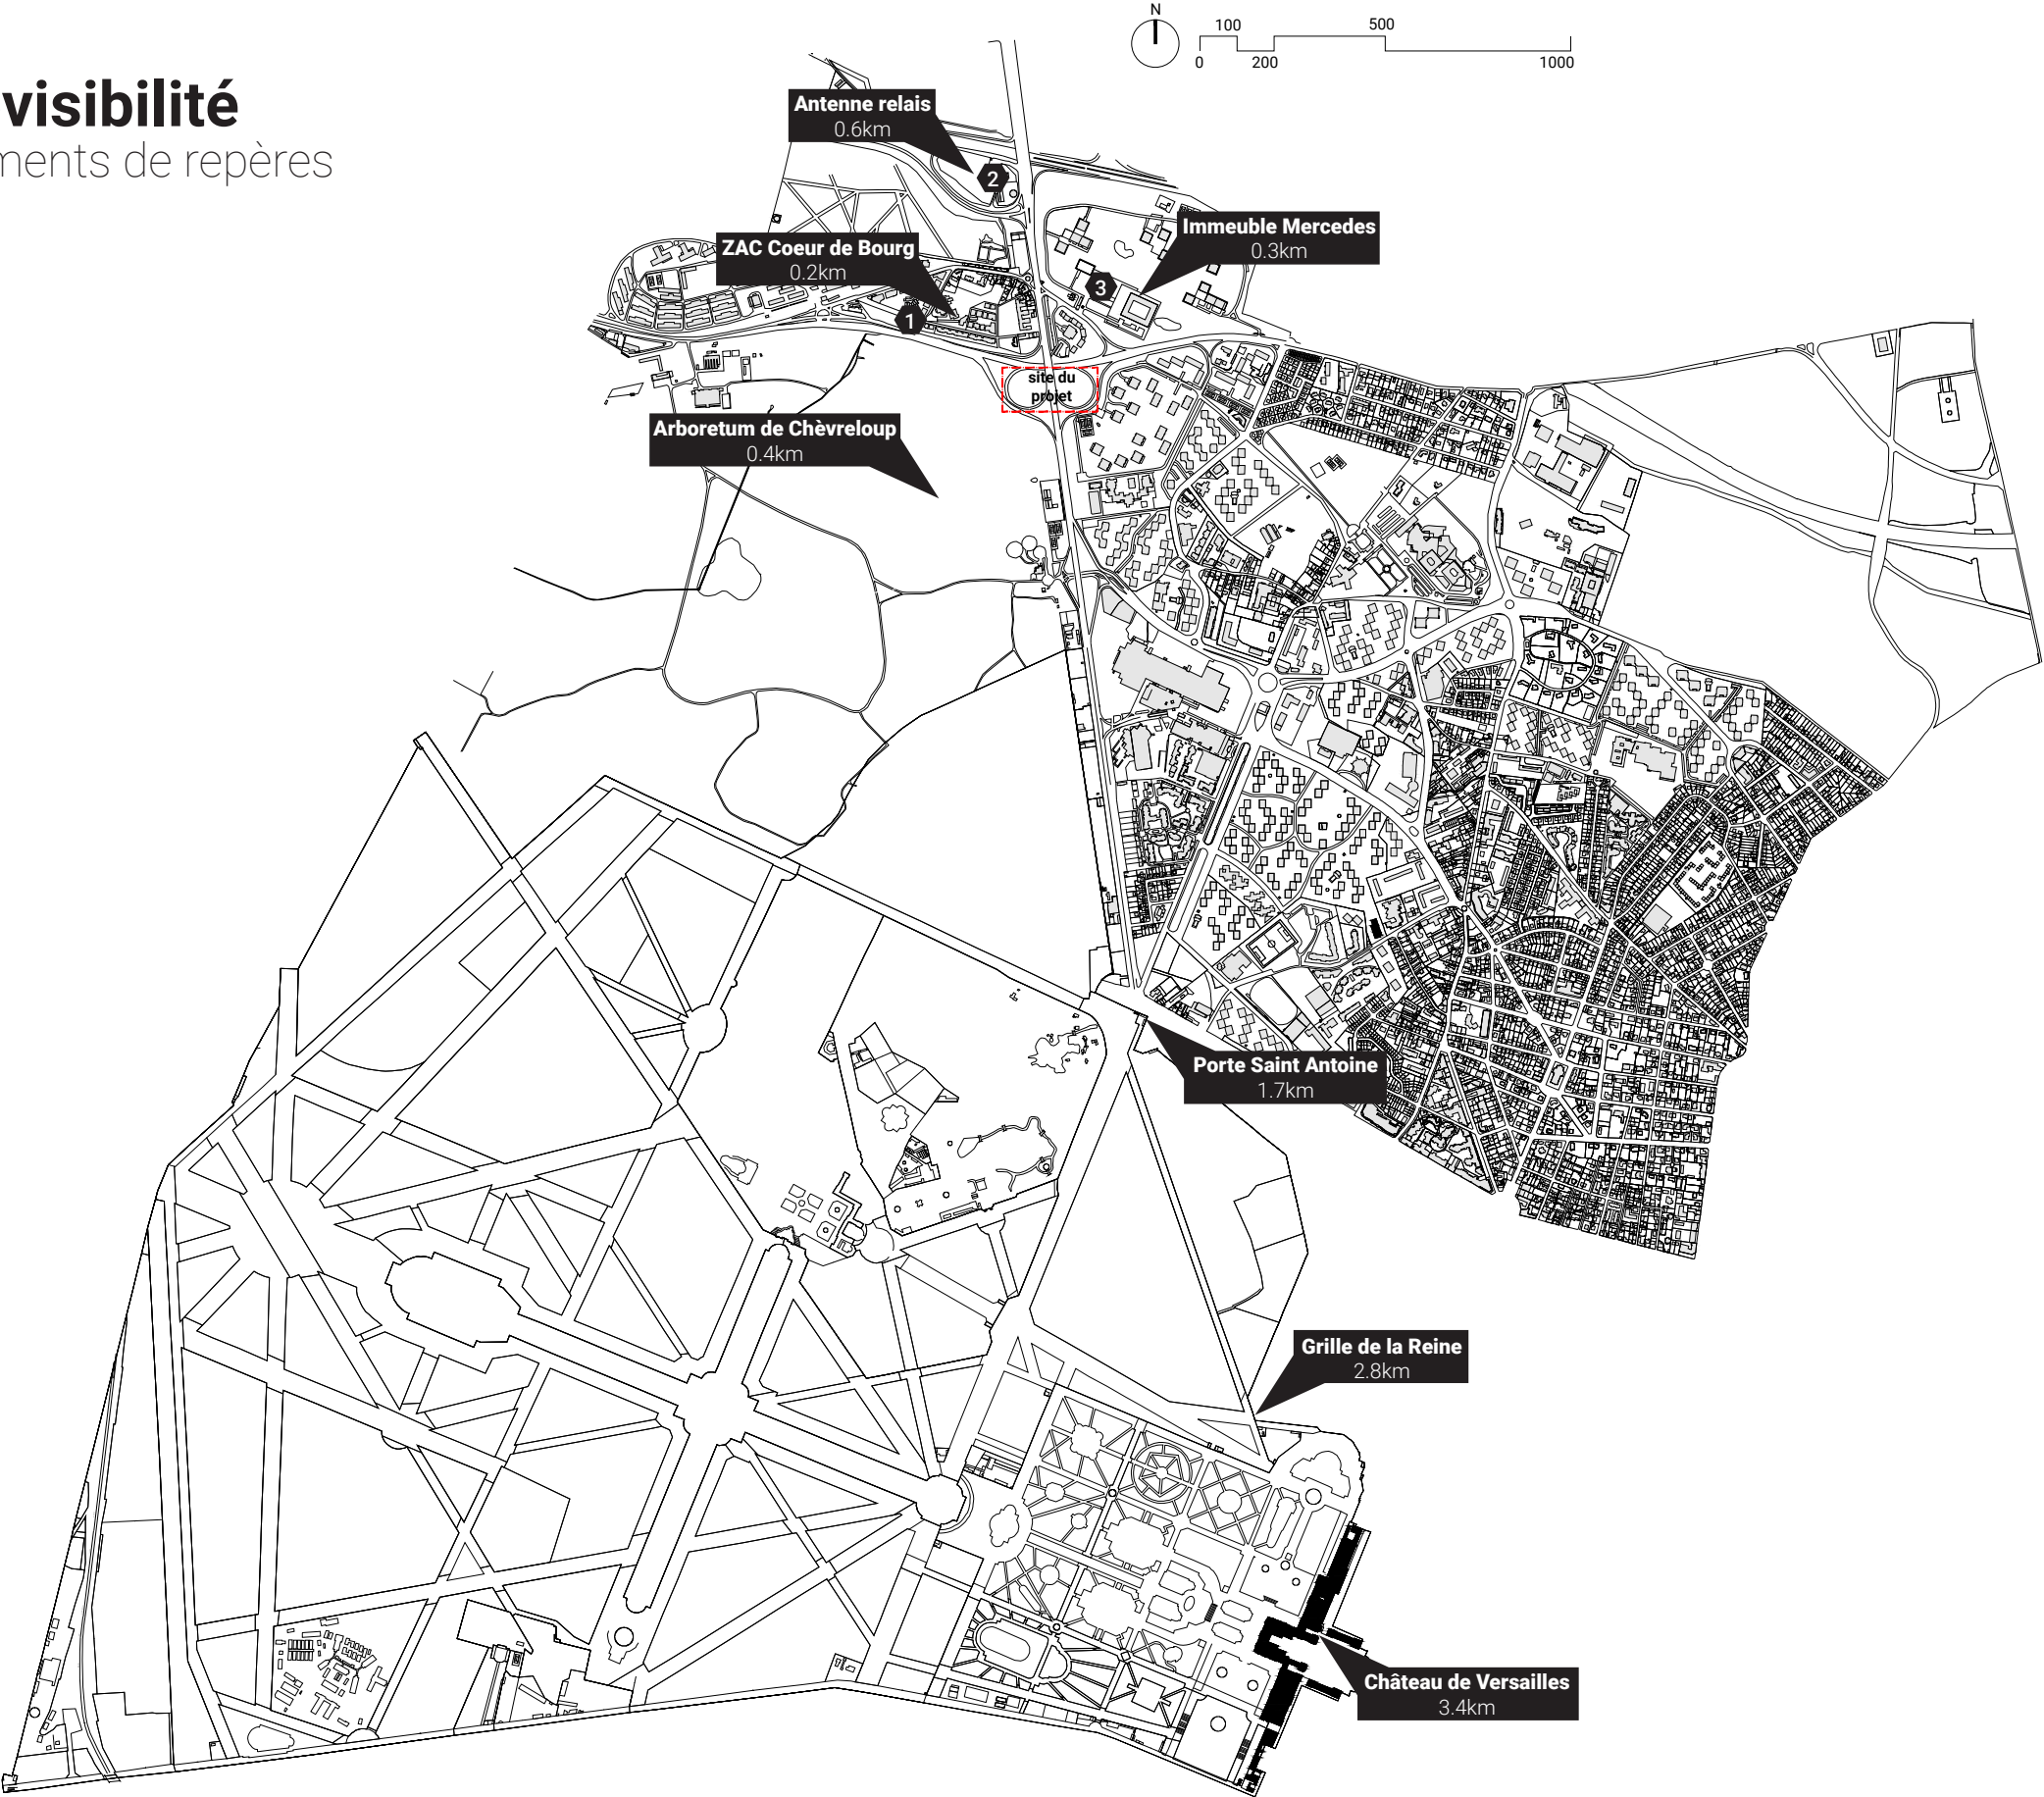 N
100
500
0
200
1000
visibilité
ments de repères
Antenne relais
0.6km
2
Immeuble Mercedes
0.3km
ZAC Coeur de Bourg
0.2km
3
1
site du
projet
Arboretum de Chèvreloup
0.4km
Porte Saint Antoine
1.7km
Grille de la Reine
2.8km
Château de Versailles
3.4km